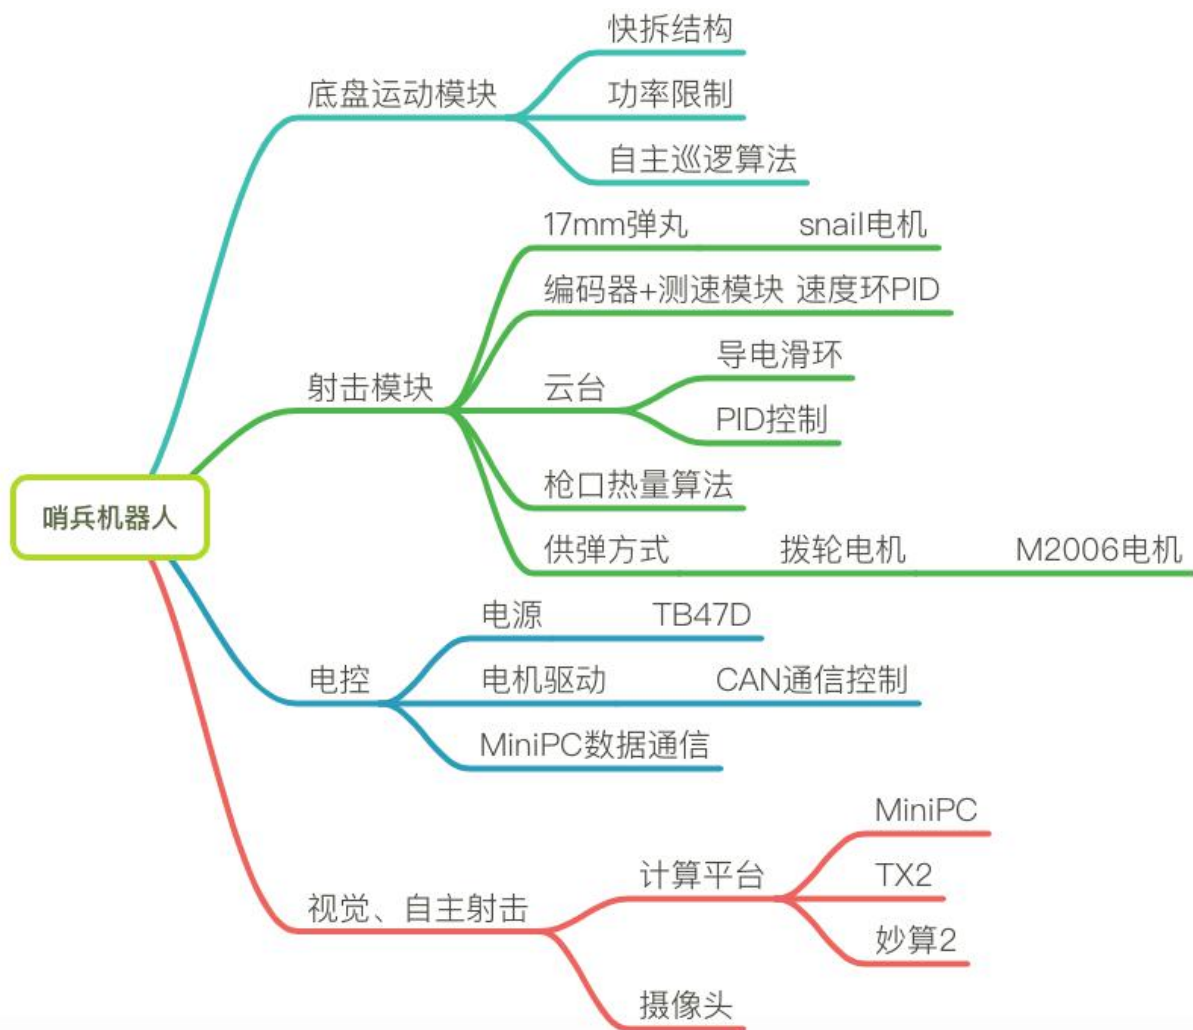 快拆结构
底盘运动模块
功率限制
自主巡逻算法
17mm弹丸 snail电机
编码器+测速模块 速度环PID
导电滑环
射击模块 云台
PID控制
枪口热量算法
哨兵机器人
供弹方式 拨轮电机 M2006电机
电源 TB47D
电控 电机驱动 CAN通信控制
MiniPC数据通信
MiniPC
计算平台
TX2
视觉、自主射击
妙算2
摄像头